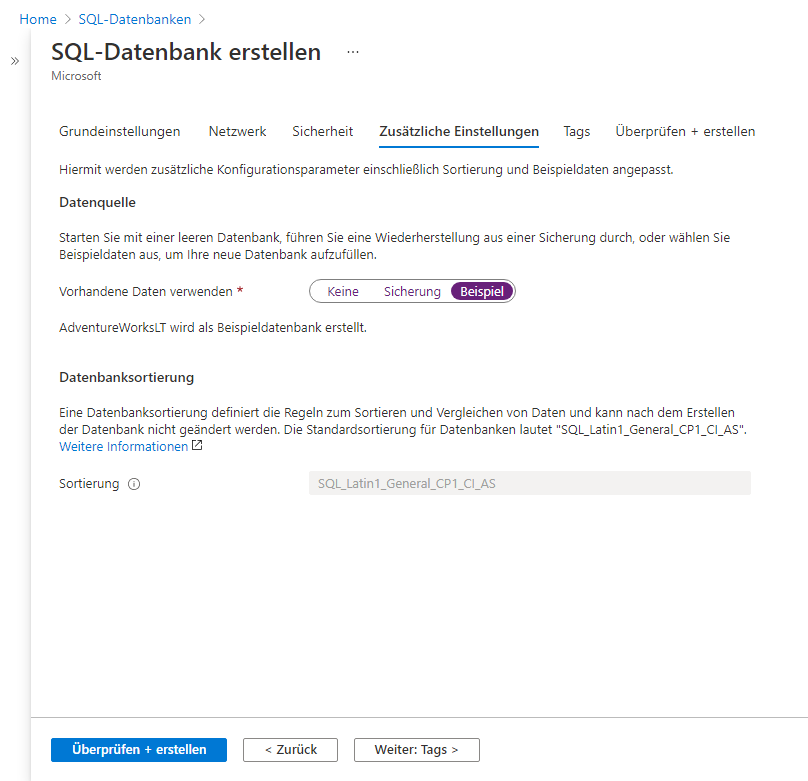 Home > SQL-Datenbanken >
»
SQL-Datenbank erstellen ...
Microsoft
Grundeinstellungen Netzwerk Sicherheit Zusätzliche Einstellungen Tags Überprüfen + erstellen
Hiermit werden zusätzliche Konfigurationsparameter einschließlich Sortierung und Beispieldaten angepasst.
Datenquelle
Starten Sie mit einer leeren Datenbank, führen Sie eine Wiederherstellung aus einer Sicherung durch, oder wählen Sie
Beispieldaten aus, um Ihre neue Datenbank aufzufüllen.
Vorhandene Daten verwenden * Keine Sicherung Beispiel
AdventureWorksLT wird als Beispieldatenbank erstellt.
Datenbanksortierung
Eine Datenbanksortierung definiert die Regeln zum Sortieren und Vergleichen von Daten und kann nach dem Erstellen
der Datenbank nicht geändert werden. Die Standardsortierung für Datenbanken lautet "SQL_Latin1_General_CP1_CI_AS".
Weitere Informationen
Sortierung SQL_Latin1_General_CP1_CI_AS
Überprüfen + erstellen < Zurück Weiter: Tags >